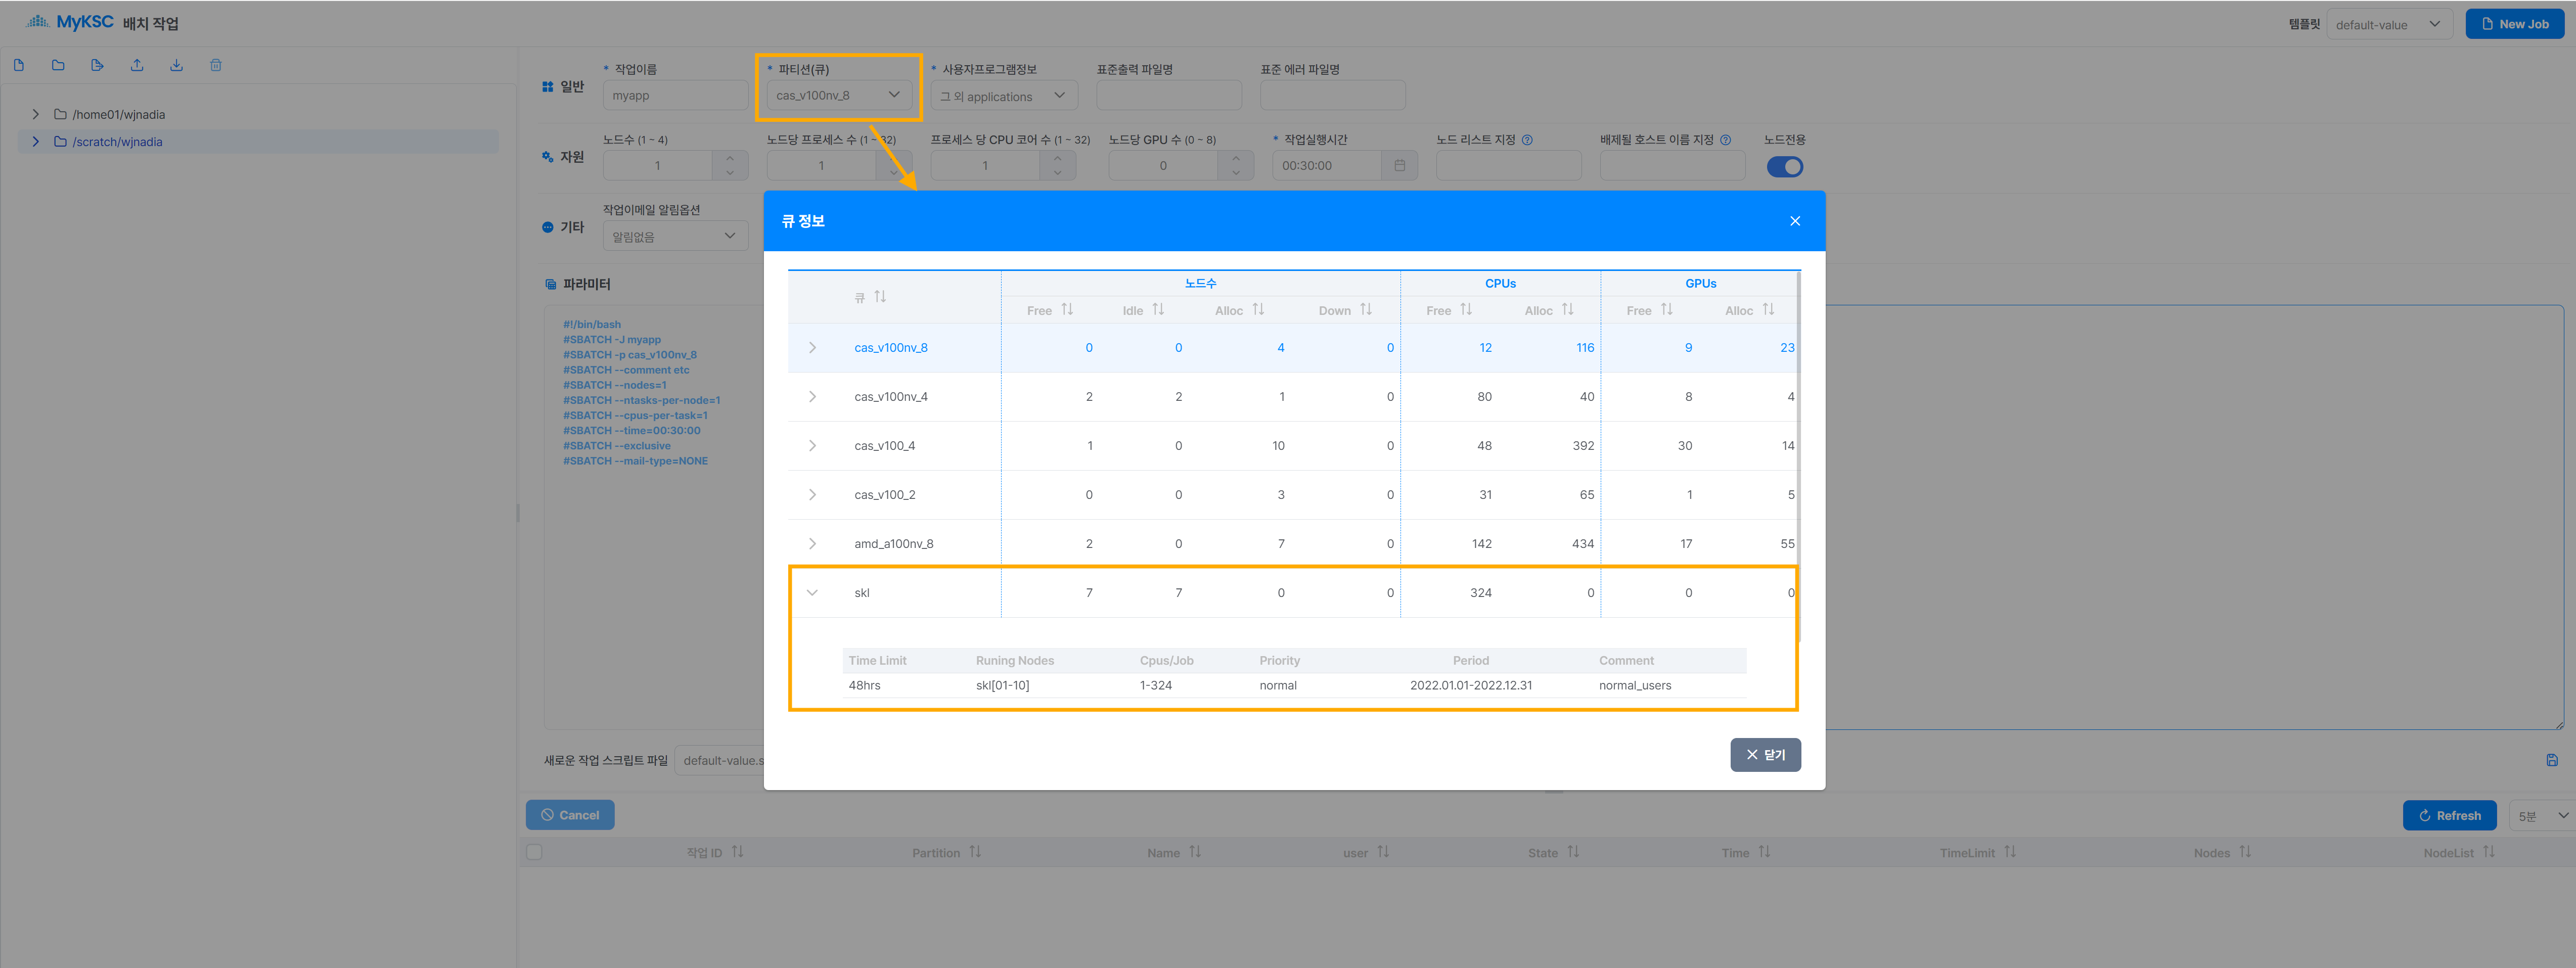 MyKSC 배치 작업
템플릿 default-value New Job
/home01/wjnadia
/scratch/wjnadia
일반
* 작업이름
myapp
* 파티션(큐)
cas_v100nv_8
* 사용자프로그램정보
그 외 applications
표준출력 파일명
표준 에러 파일명
자원
노드수 (1 ~ 4)
1
노드당 프로세스 수 (1 ~ 32)
1
프로세스 당 CPU 코어 수 (1 ~ 32)
1
노드당 GPU 수 (0 ~ 8)
0
* 작업실행시간
00:30:00
노드 리스트 지정
배제될 호스트 이름 지정
노드전용
기타
작업이메일 알림옵션
알림없음
파라미터
#!/bin/bash
#SBATCH -J myapp
#SBATCH -p cas_v100nv_8
#SBATCH --comment etc
#SBATCH --nodes=1
#SBATCH --ntasks-per-node=1
#SBATCH --cpus-per-task=1
#SBATCH --time=00:30:00
#SBATCH --exclusive
#SBATCH --mail-type=NONE
큐 정보
큐 노드수 CPUs GPUs
Free Idle Alloc Down Free Alloc Free Alloc
cas_v100nv_8 0 0 4 0 12 116 9 23
cas_v100nv_4 2 2 1 0 80 40 8 4
cas_v100_4 1 0 10 0 48 392 30 14
cas_v100_2 0 0 3 0 31 65 1 5
amd_a100nv_8 2 0 7 0 142 434 17 55
skl 7 7 0 0 324 0 0 0
Time Limit Runing Nodes Cpus/Job Priority Period Comment
48hrs skl[01-10] 1-324 normal 2022.01.01-2022.12.31 normal_users
닫기
새로운 작업 스크립트 파일 default-value.s
Cancel
Refresh 5분
작업 ID Partition Name user State Time TimeLimit Nodes NodeList